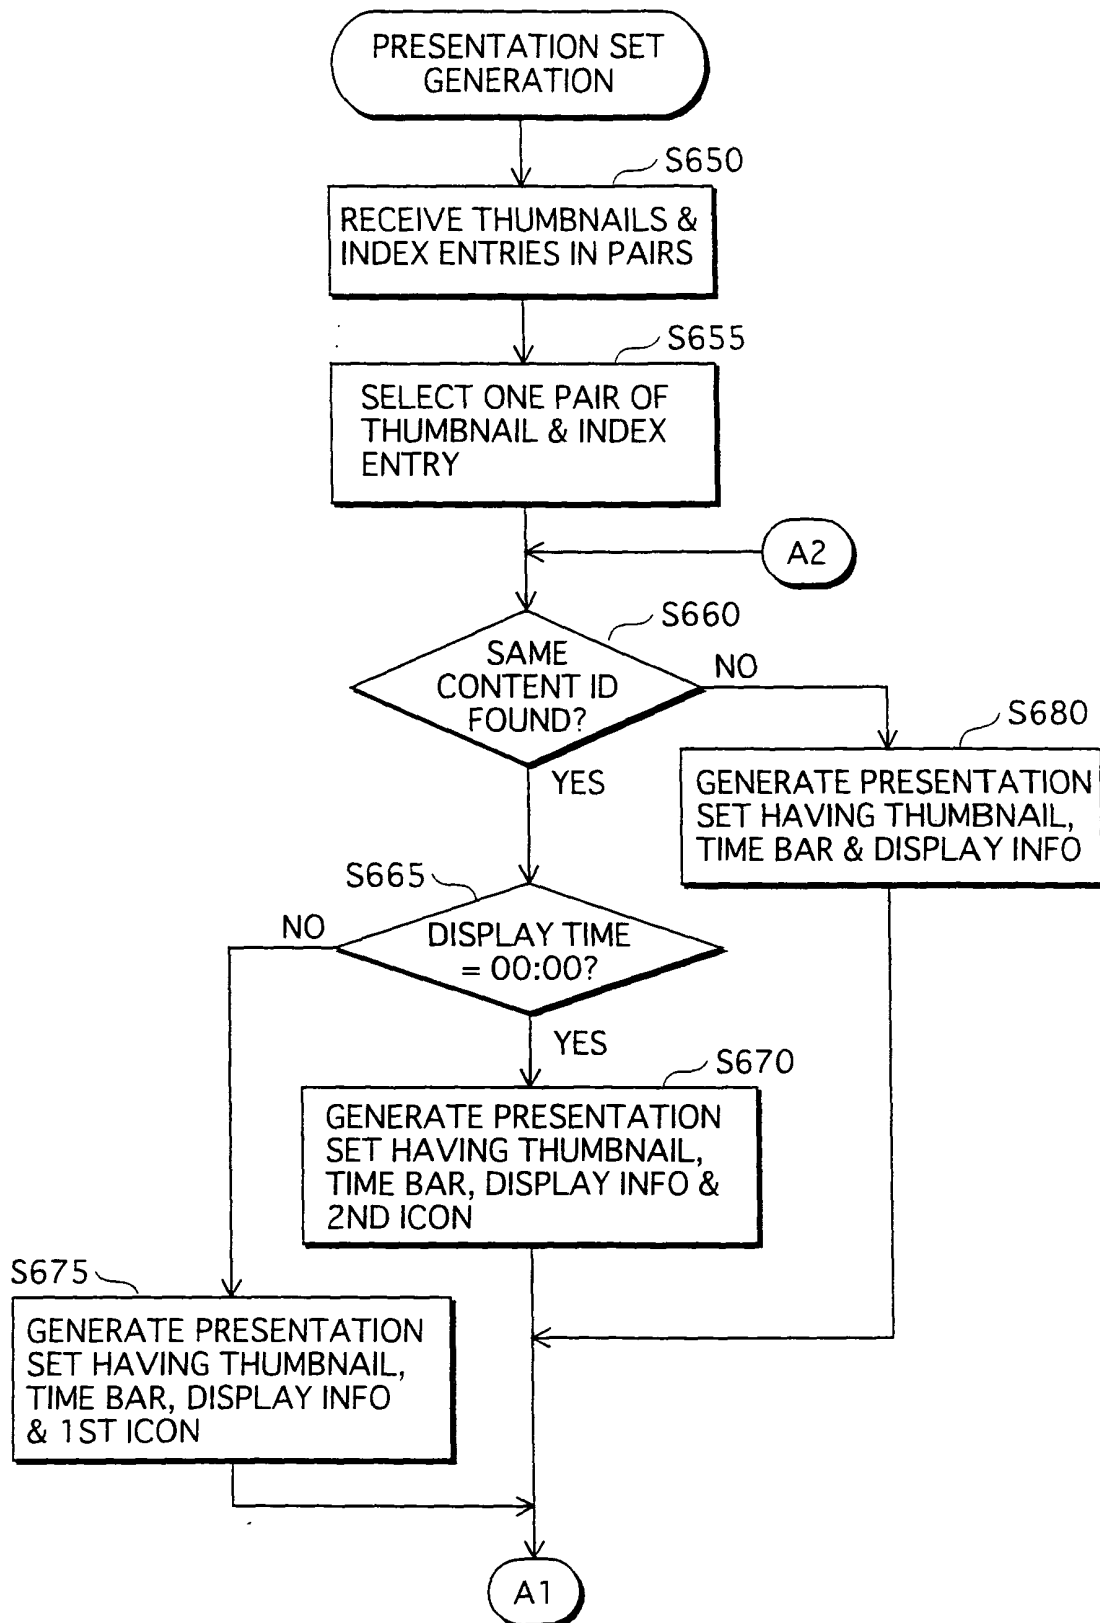 PRESENTATION SET
GENERATION
S650
RECEIVE THUMBNAILS &
INDEX ENTRIES IN PAIRS
S655
SELECT ONE PAIR OF
THUMBNAIL & INDEX
ENTRY
A2
S660
SAME
CONTENT ID
FOUND?
NO
YES
S680
GENERATE PRESENTATION
SET HAVING THUMBNAIL,
TIME BAR & DISPLAY INFO
S665
DISPLAY TIME
= 00:00?
NO
YES
S670
GENERATE PRESENTATION
SET HAVING THUMBNAIL,
TIME BAR, DISPLAY INFO &
2ND ICON
S675
GENERATE PRESENTATION
SET HAVING THUMBNAIL,
TIME BAR, DISPLAY INFO
& 1ST ICON
A1